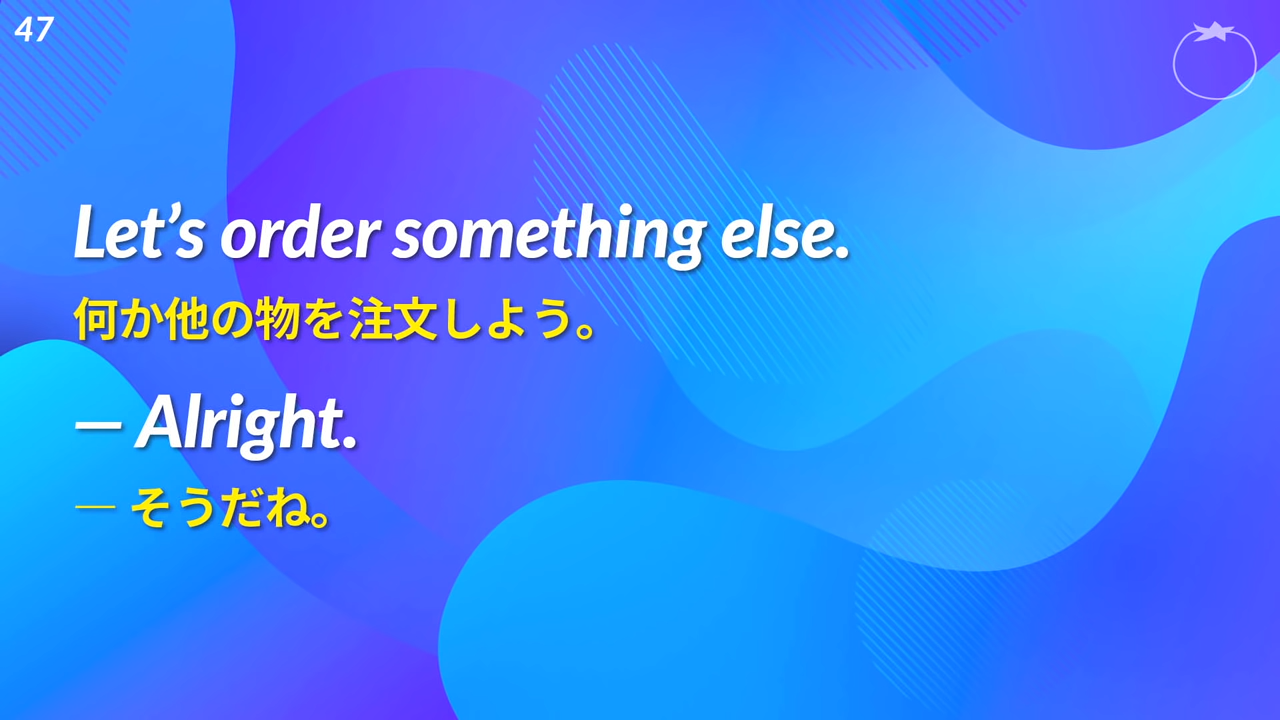 47
Let’s order something else.
何か他の物を注文しよう。
— Alright.
— そうだね。